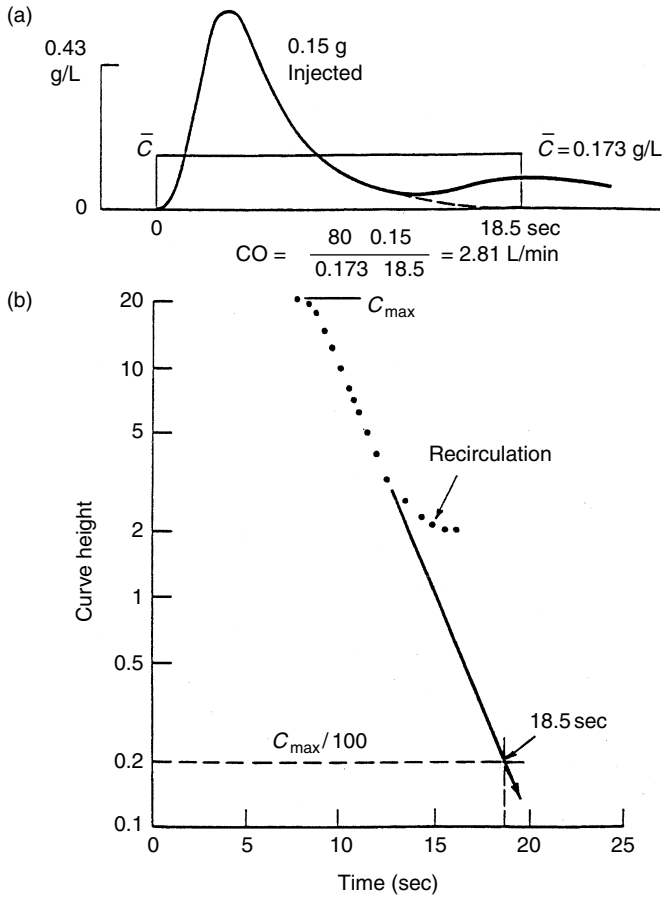 (a)
0.43
g/L
0.15 g
Injected
C̅
C̅ = 0.173 g/L
0
0
18.5 sec
CO = 80 0.15 / 0.173 18.5 = 2.81 L/min
(b)
20
Cmax
10
5
Recirculation
2
Curve height
1
0.5
18.5 sec
Cmax/100
0.2
0.1
0
5
10
15
20
25
Time (sec)